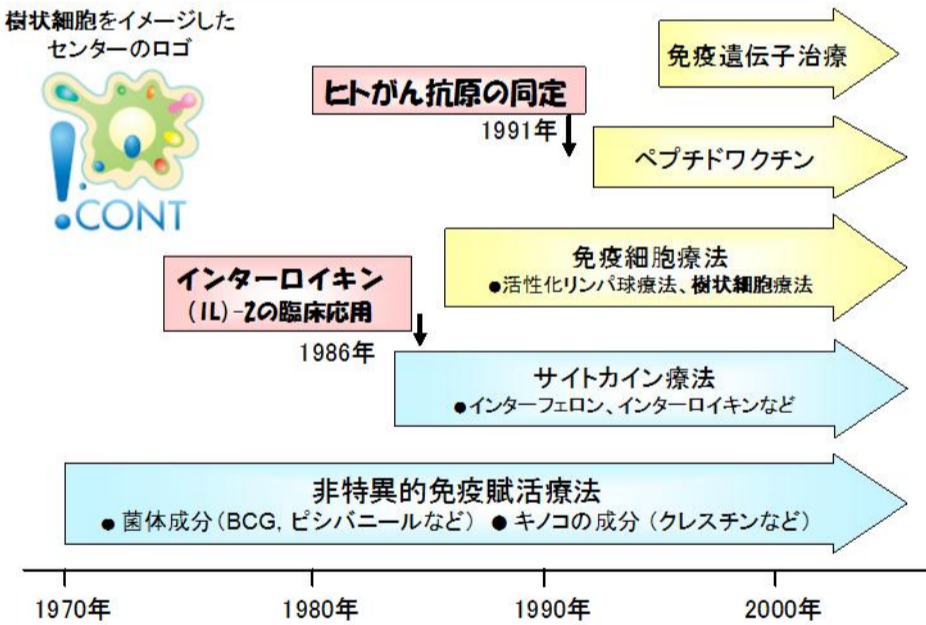 樹状細胞をイメージした
センターのロゴ
!.CONT
免疫遺伝子治療
ヒトがん抗原の同定
1991年
ペプチドワクチン
免疫細胞療法
●活性化リンパ球療法、樹状細胞療法
インターロイキン
(IL)-2の臨床応用
1986年
サイトカイン療法
●インターフェロン、インターロイキンなど
非特異的免疫賦活療法
● 菌体成分(BCG, ピシバニールなど) ● キノコの成分 (クレスチンなど)
1970年 1980年 1990年 2000年